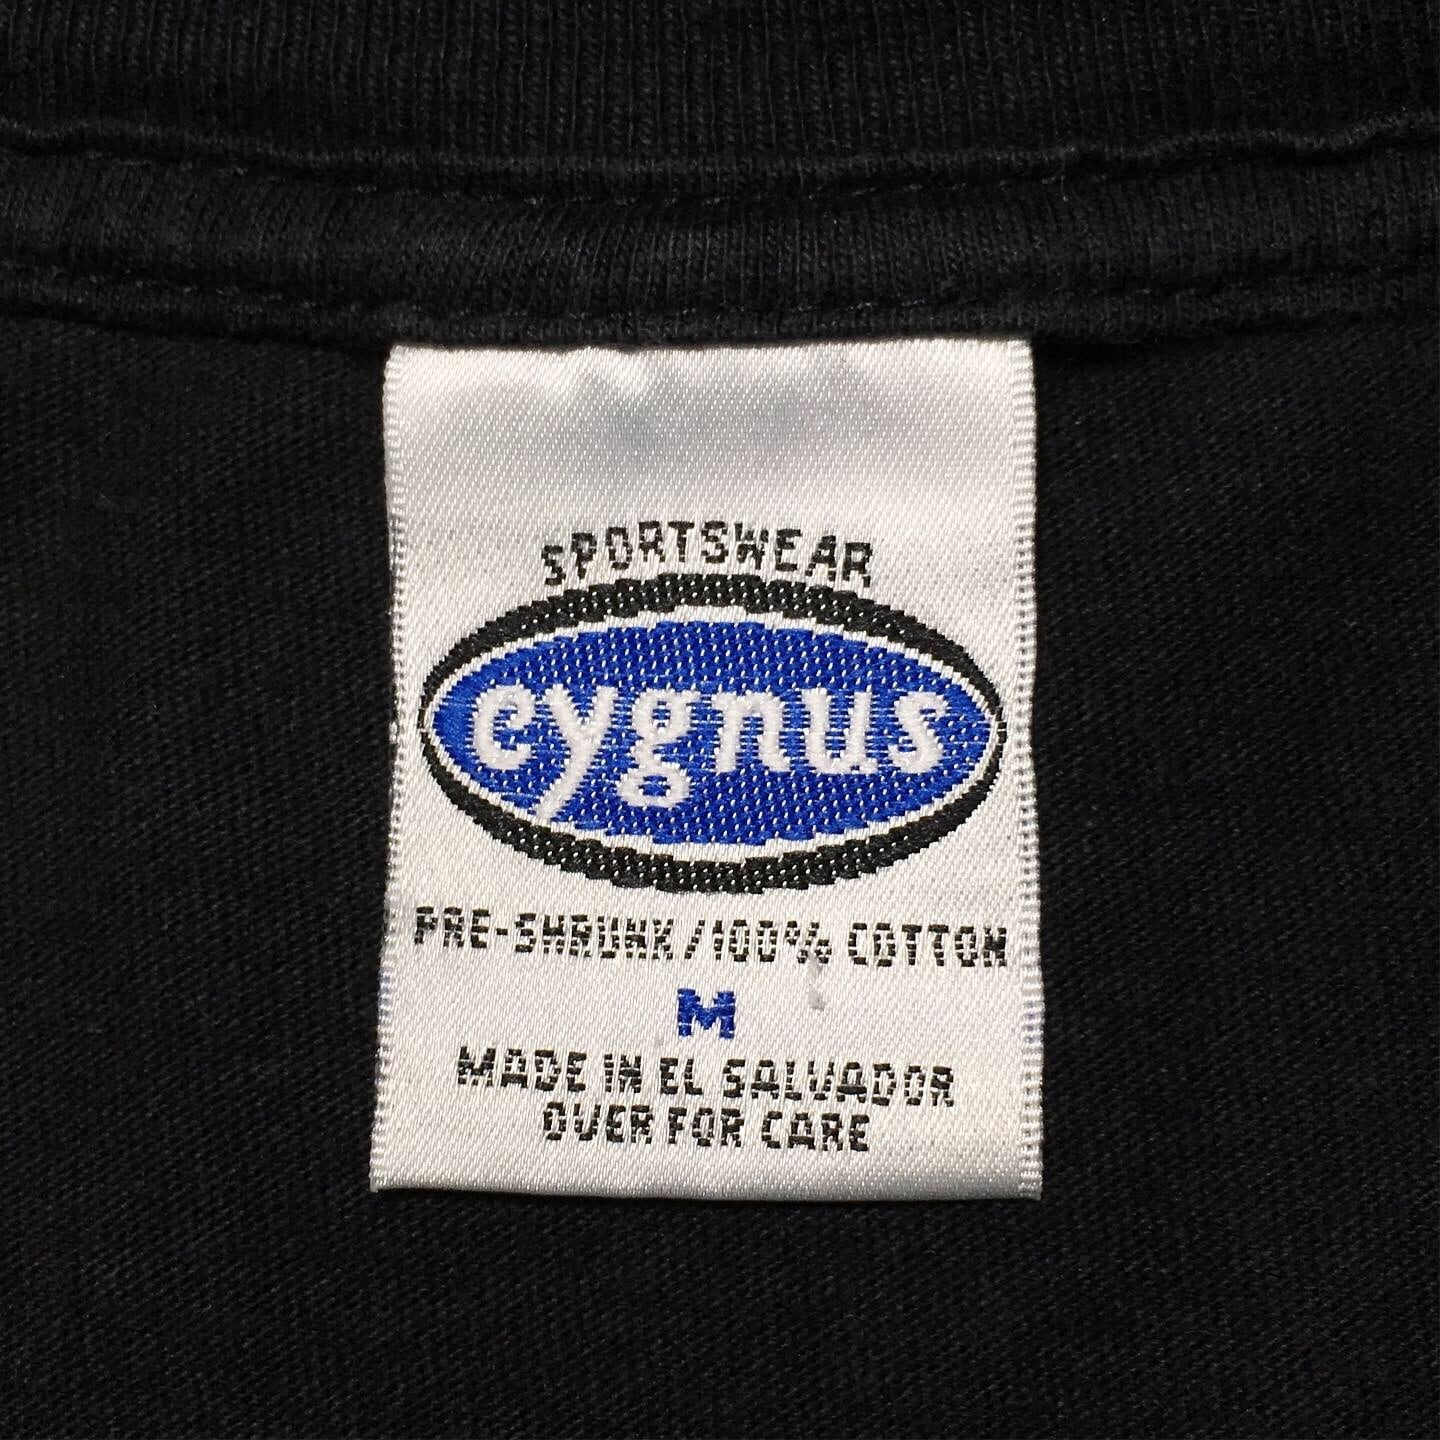 SPORTSWEAR
cygnus
PRE-SHRUNK/100% COTTON
M
MADE IN EL SALVADOR
OVER FOR CARE